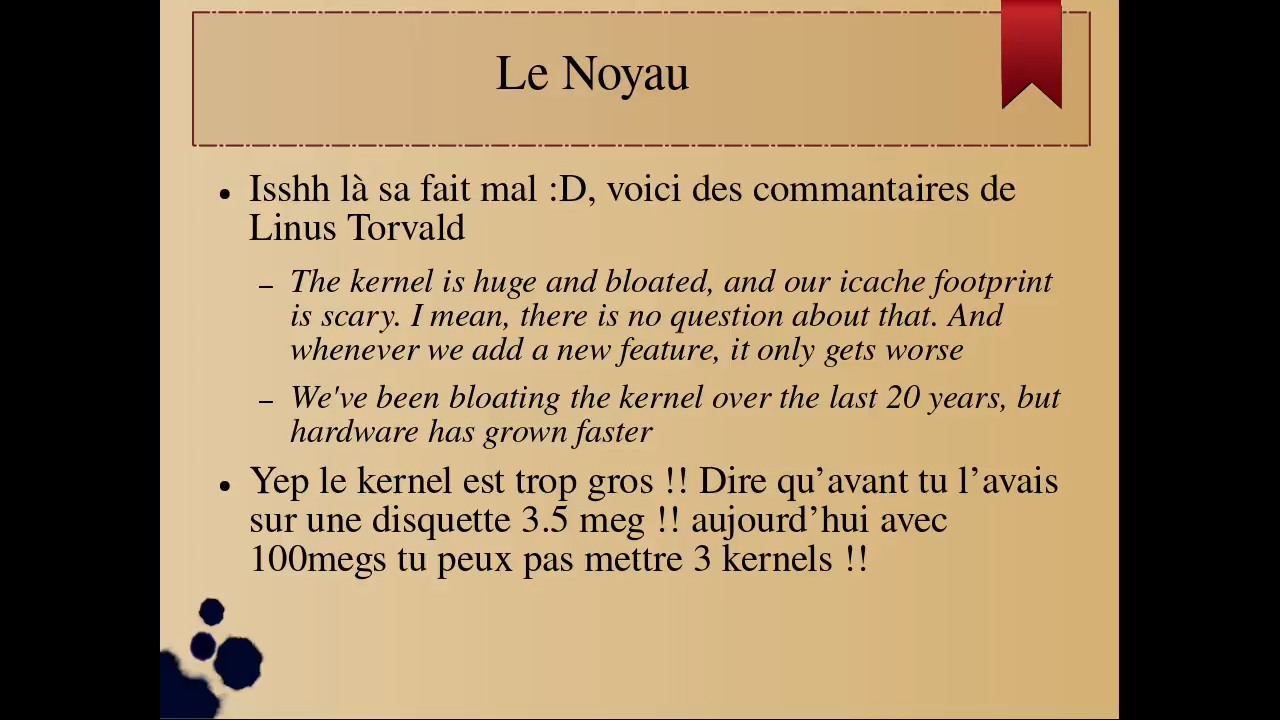 Le Noyau
• Isshh là sa fait mal :D, voici des commantaires de
Linus Torvald
– The kernel is huge and bloated, and our icache footprint
is scary. I mean, there is no question about that. And
whenever we add a new feature, it only gets worse
– We've been bloating the kernel over the last 20 years, but
hardware has grown faster
• Yep le kernel est trop gros !! Dire qu’avant tu l’avais
sur une disquette 3.5 meg !! aujourd’hui avec
100megs tu peux pas mettre 3 kernels !!